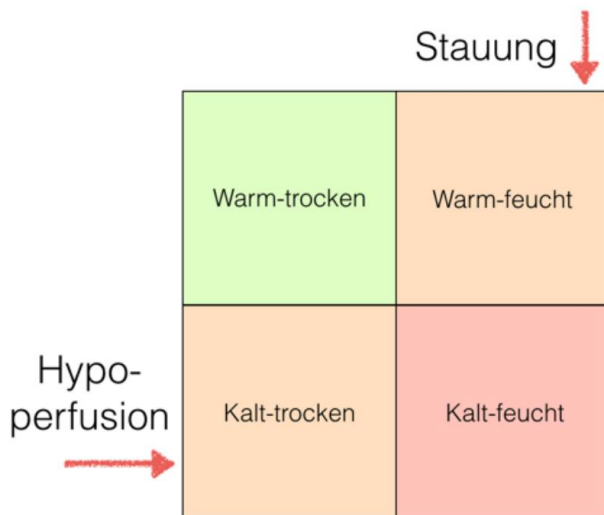 Stauung
Warm-trocken
Warm-feucht
Hypo-
perfusion
Kalt-trocken
Kalt-feucht